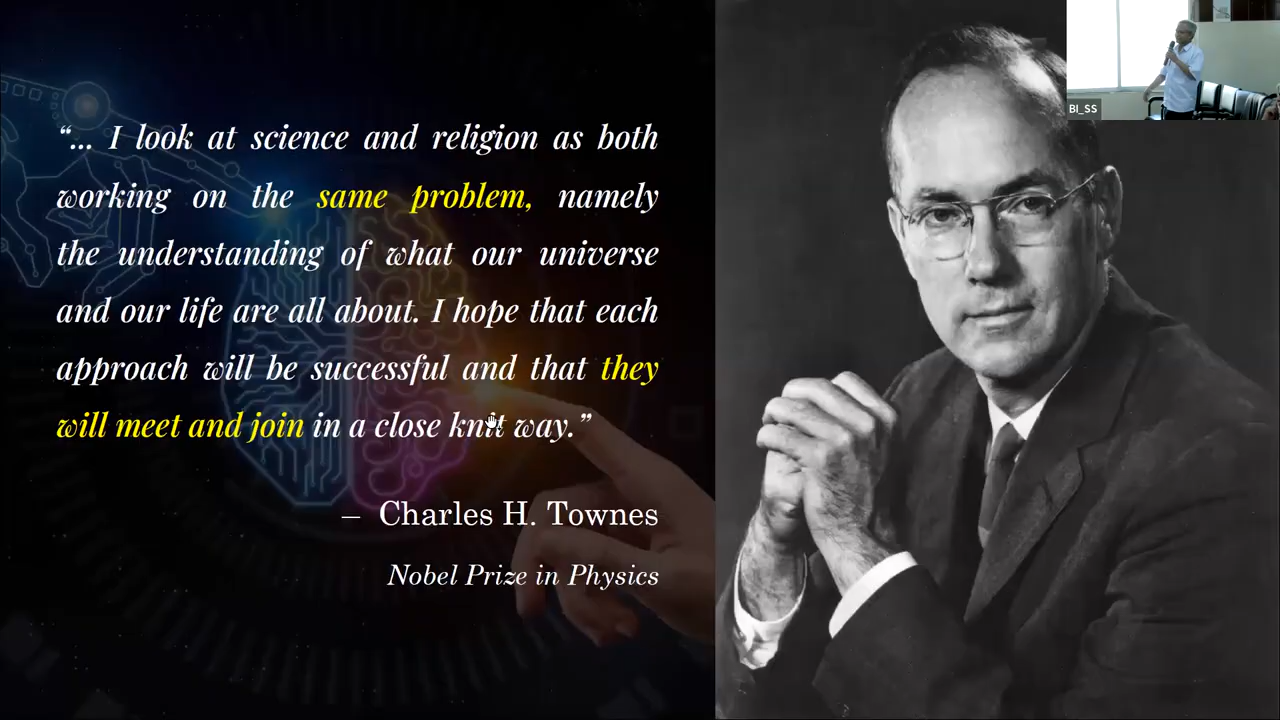 “... I look at science and religion as both
working on the same problem, namely
the understanding of what our universe
and our life are all about. I hope that each
approach will be successful and that they
will meet and join in a close knit way.”
– Charles H. Townes
Nobel Prize in Physics
BI_SS